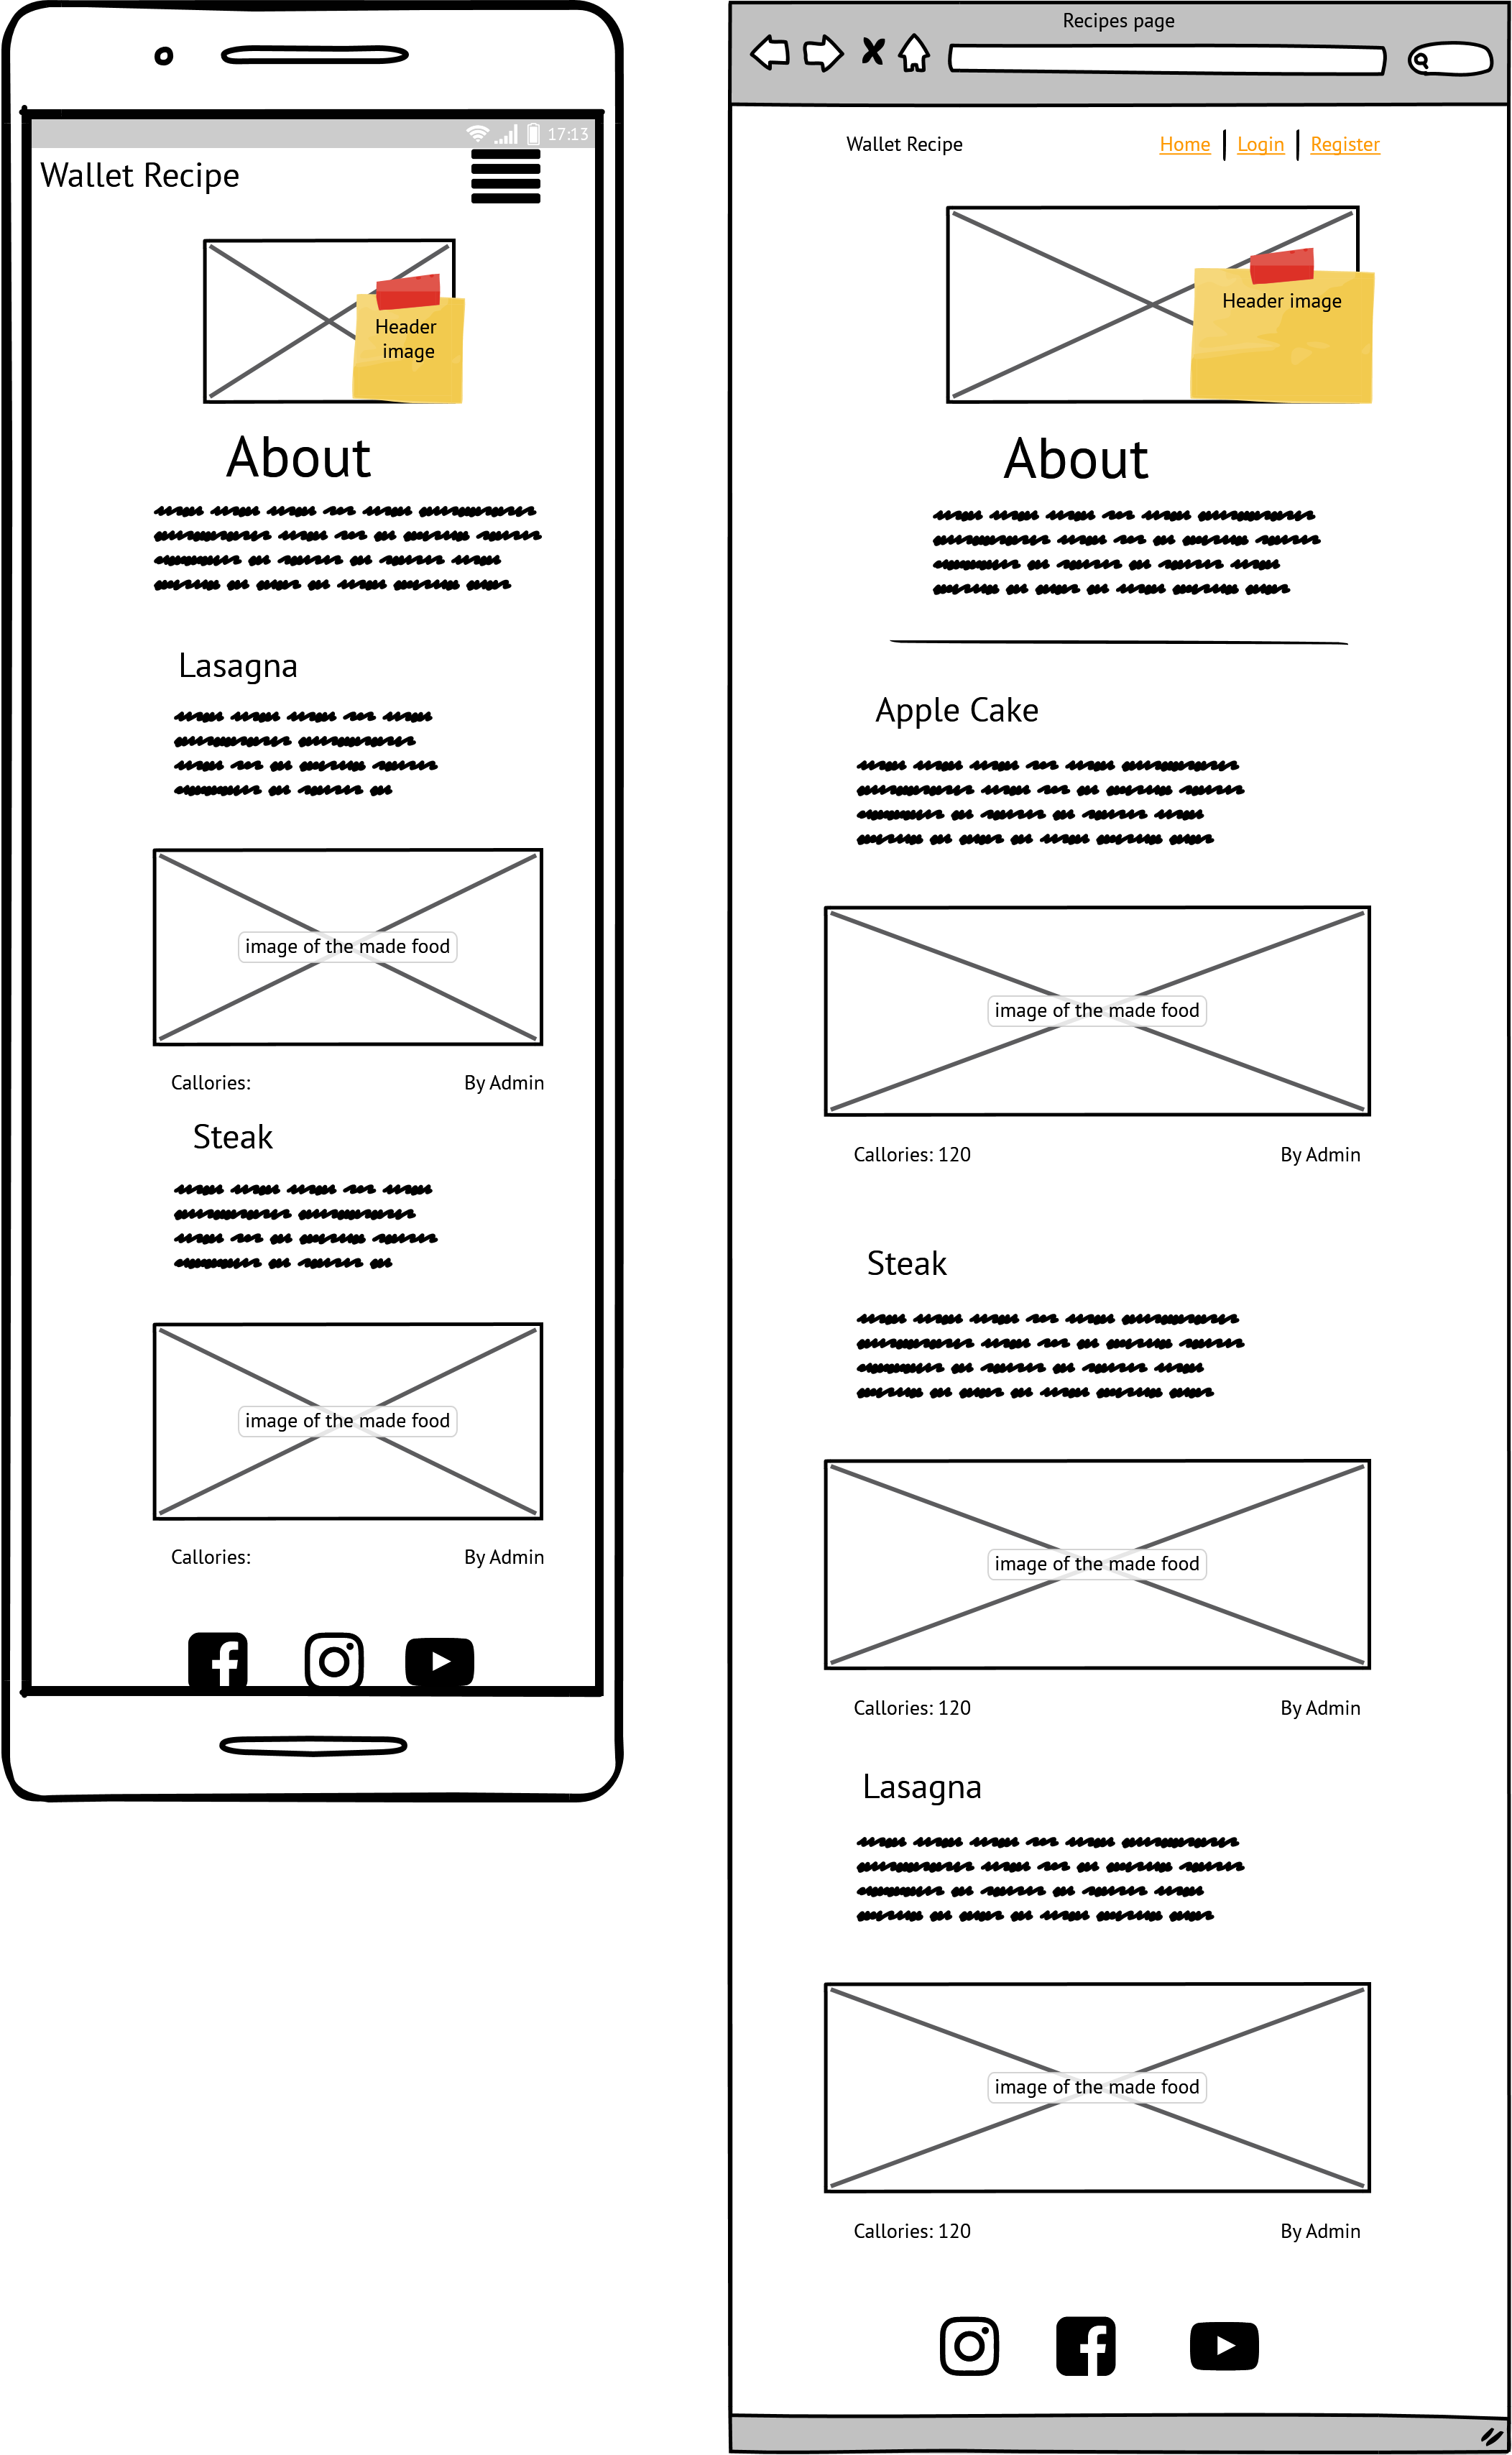 17:13
Wallet Recipe
Header
image
About
Lasagna
image of the made food
Callories:
By Admin
Steak
image of the made food
Callories:
By Admin
Recipes page
Wallet Recipe
Home
Login
Register
Header image
About
Apple Cake
image of the made food
Callories: 120
By Admin
Steak
image of the made food
Callories: 120
By Admin
Lasagna
image of the made food
Callories: 120
By Admin